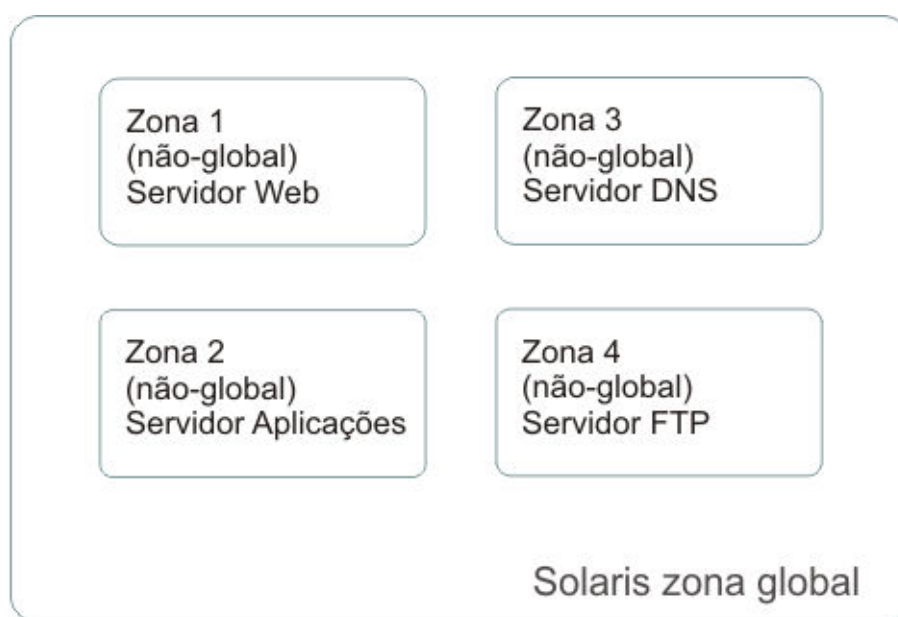 Zona 1
(não-global)
Servidor Web
Zona 3
(não-global)
Servidor DNS
Zona 2
(não-global)
Servidor Aplicações
Zona 4
(não-global)
Servidor FTP
Solaris zona global